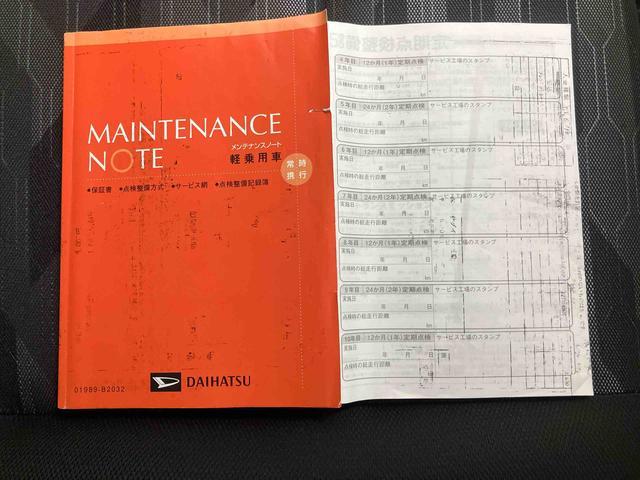 MAINTENANCE
NOTE
メンテナンスノート
軽乗用車
常時
携行
●保証書 ●点検整備方式 ●サービス網 ●点検整備記録簿
DAIHATSU
01989-B2032
4年目 12か月(1年)定期点検 サービス工場のスタンプ
実施日
年 月 日
点検時の総走行距離
km
5年目 24か月(2年)定期点検 サービス工場のスタンプ
実施日
年 月 日
点検時の総走行距離
km
6年目 12か月(1年)定期点検 サービス工場のスタンプ
実施日
年 月 日
点検時の総走行距離
km
7年目 24か月(2年)定期点検 サービス工場のスタンプ
実施日
年 月 日
点検時の総走行距離
km
8年目 12か月(1年)定期点検 サービス工場のスタンプ
実施日
年 月 日
点検時の総走行距離
km
9年目 24か月(2年)定期点検 サービス工場のスタンプ
実施日
年 月 日
点検時の総走行距離
km
10年目 12か月(1年)定期点検 サービス工場のスタンプ
実施日
年 月 日
点検時の総走行距離
km